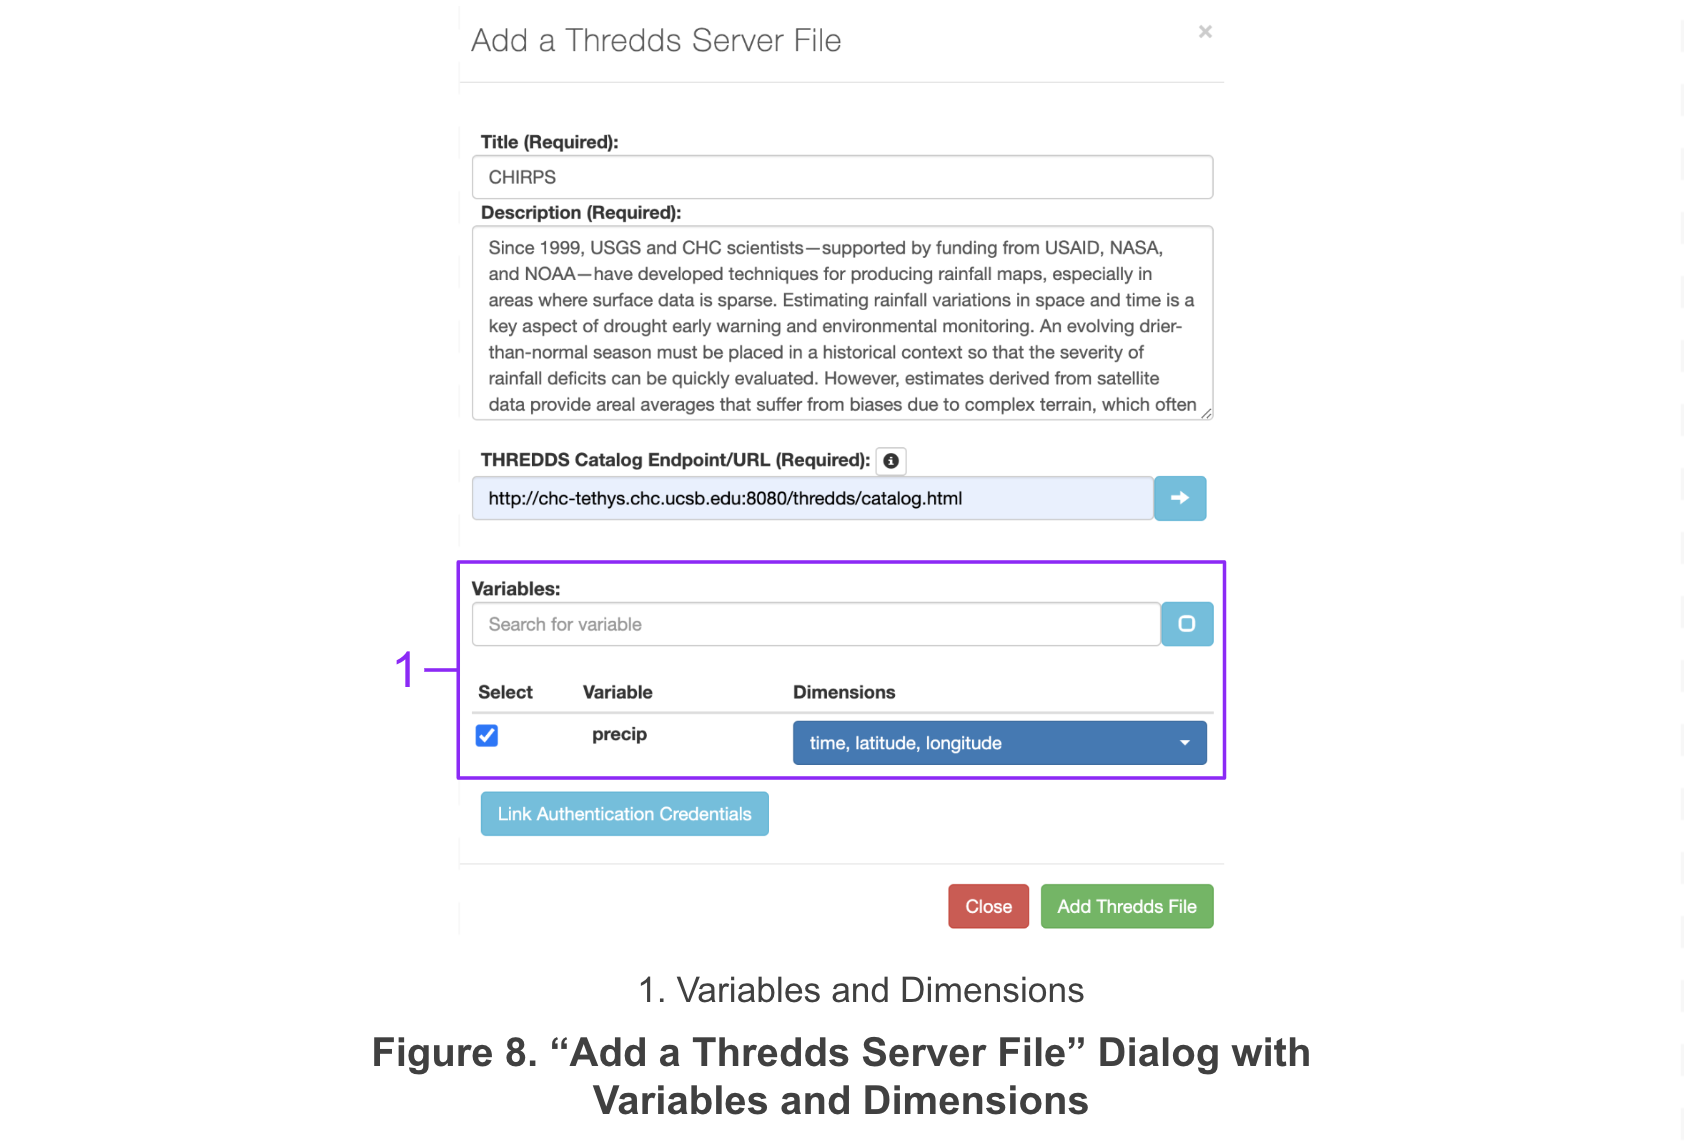 Add a Thredds Server File
×
Title (Required):
CHIRPS
Description (Required):
Since 1999, USGS and CHC scientists—supported by funding from USAID, NASA,
and NOAA—have developed techniques for producing rainfall maps, especially in
areas where surface data is sparse. Estimating rainfall variations in space and time is a
key aspect of drought early warning and environmental monitoring. An evolving drier-
than-normal season must be placed in a historical context so that the severity of
rainfall deficits can be quickly evaluated. However, estimates derived from satellite
data provide areal averages that suffer from biases due to complex terrain, which often
THREDDS Catalog Endpoint/URL (Required):
http://chc-tethys.chc.ucsb.edu:8080/thredds/catalog.html
1
Variables:
Search for variable
Select Variable Dimensions
precip time, latitude, longitude
Link Authentication Credentials
Close Add Thredds File
1. Variables and Dimensions
Figure 8. “Add a Thredds Server File” Dialog with
Variables and Dimensions